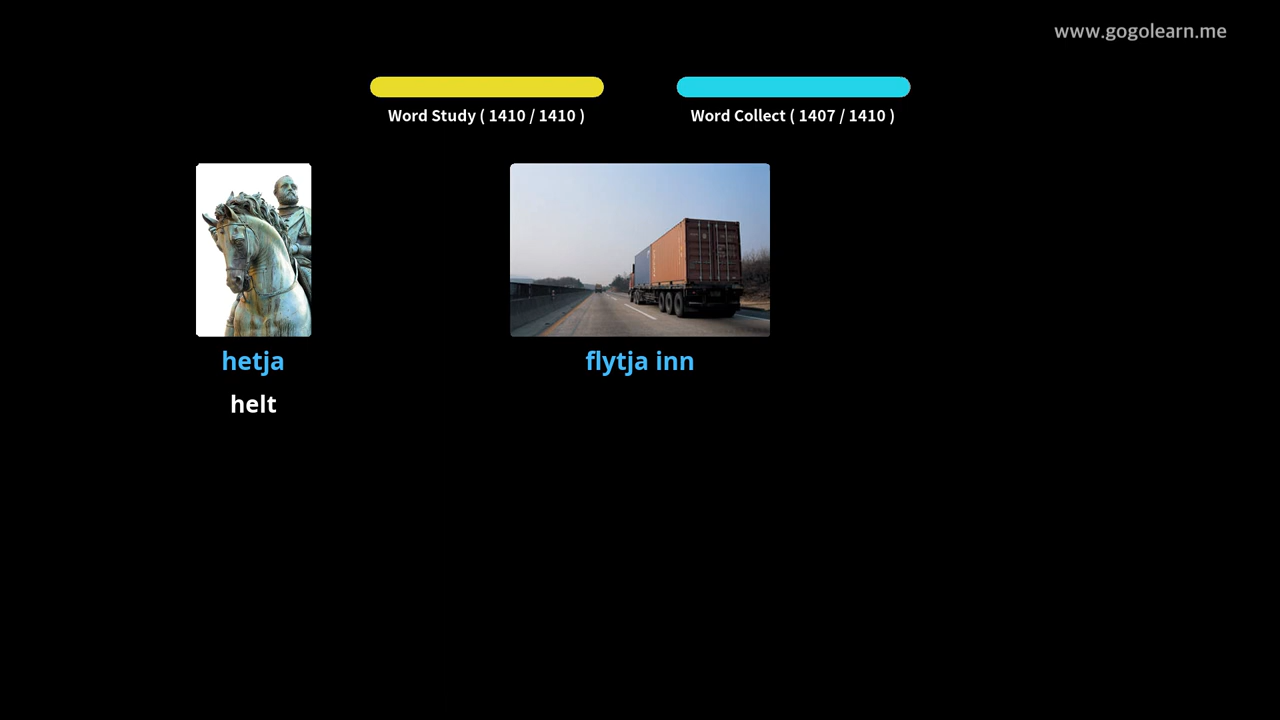 www.gogolearn.me
Word Study ( 1410 / 1410 )
Word Collect ( 1407 / 1410 )
hetja
flytja inn
helt